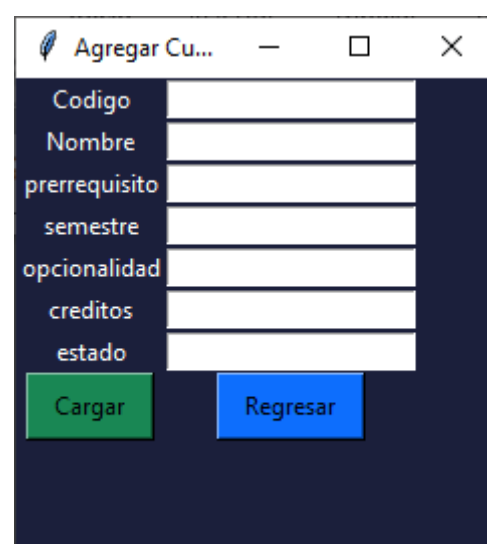 Agregar Cu...
Codigo
Nombre
prerrequisito
semestre
opcionalidad
creditos
estado
Cargar Regresar